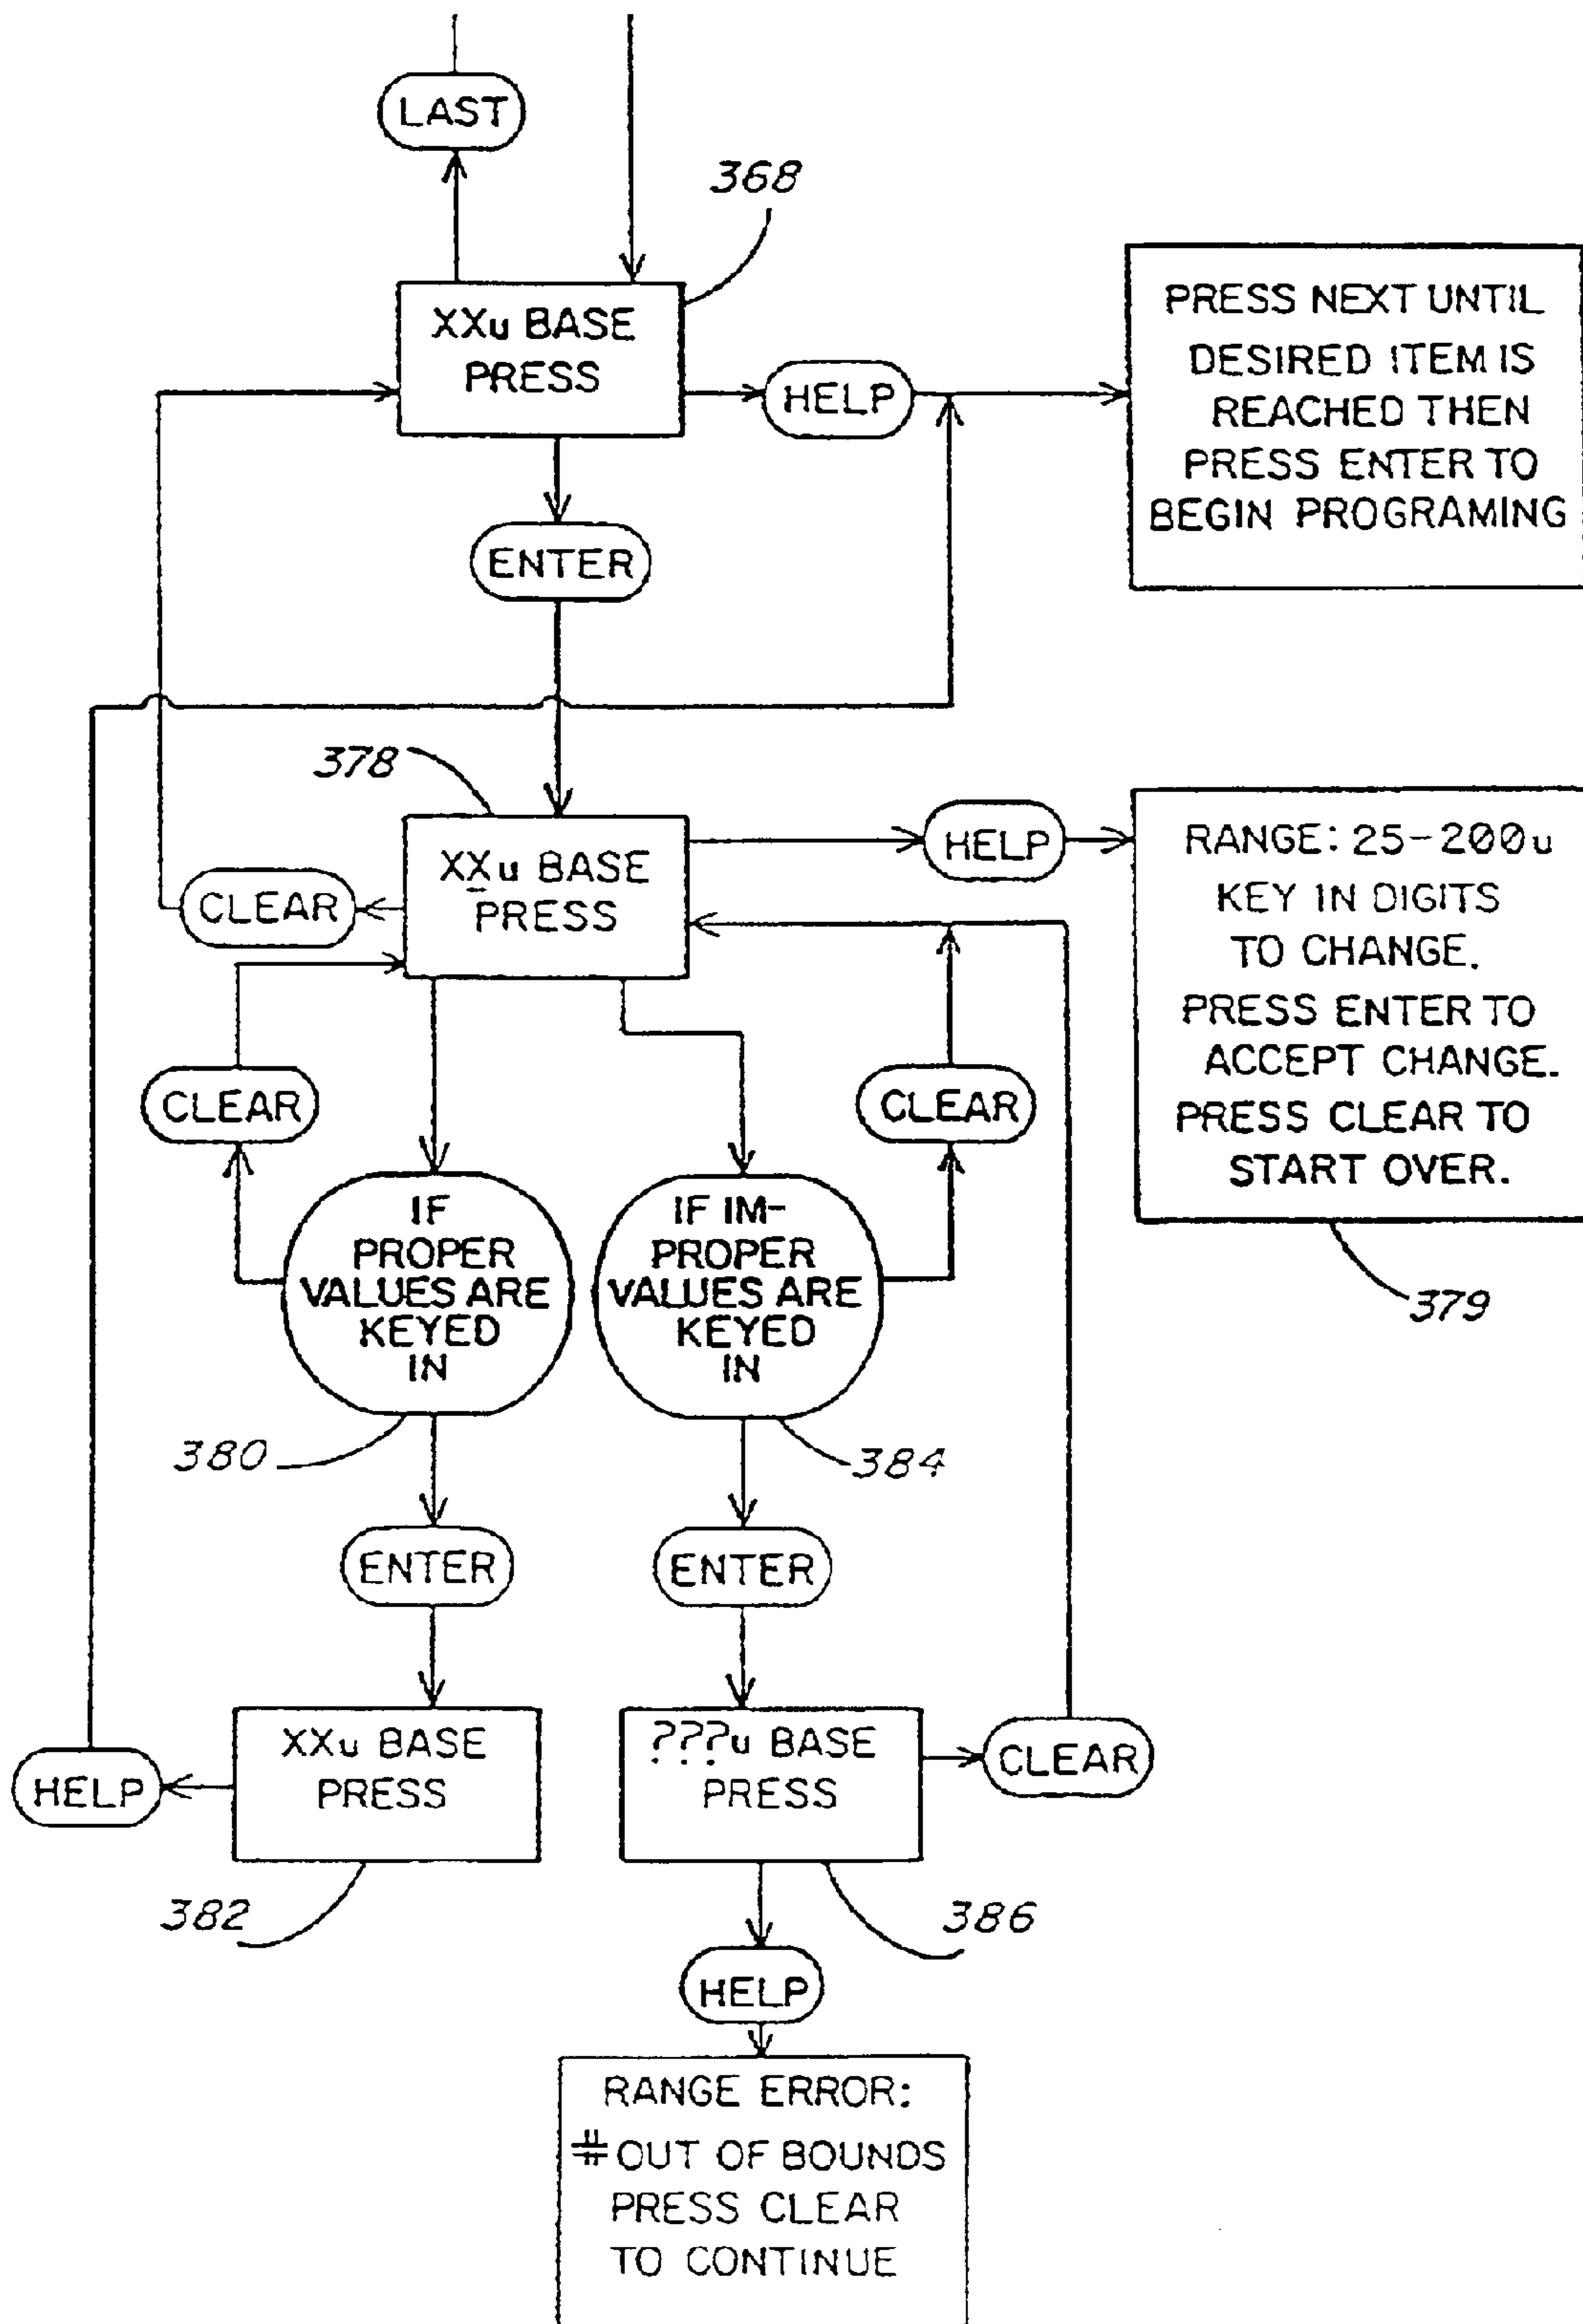 LAST
368
XXu BASE
PRESS
HELP
PRESS NEXT UNTIL
DESIRED ITEM IS
REACHED THEN
PRESS ENTER TO
BEGIN PROGRAMING
ENTER
378
XXu BASE
PRESS
HELP
RANGE: 25-200u
KEY IN DIGITS
TO CHANGE.
PRESS ENTER TO
ACCEPT CHANGE.
PRESS CLEAR TO
START OVER.
379
CLEAR
CLEAR
CLEAR
IF
PROPER
VALUES ARE
KEYED
IN
380
IF IM-
PROPER
VALUES ARE
KEYED
IN
384
ENTER
ENTER
XXu BASE
PRESS
382
HELP
???u BASE
PRESS
386
CLEAR
HELP
RANGE ERROR:
#OUT OF BOUNDS
PRESS CLEAR
TO CONTINUE